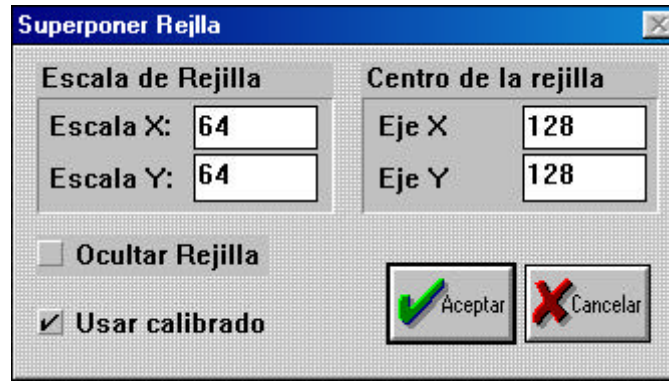 Superponer Rejlla
Escala de Rejilla
Escala X: 64
Escala Y: 64
Centro de la rejilla
Eje X 128
Eje Y 128
Ocultar Rejilla
Usar calibrado
Aceptar
Cancelar